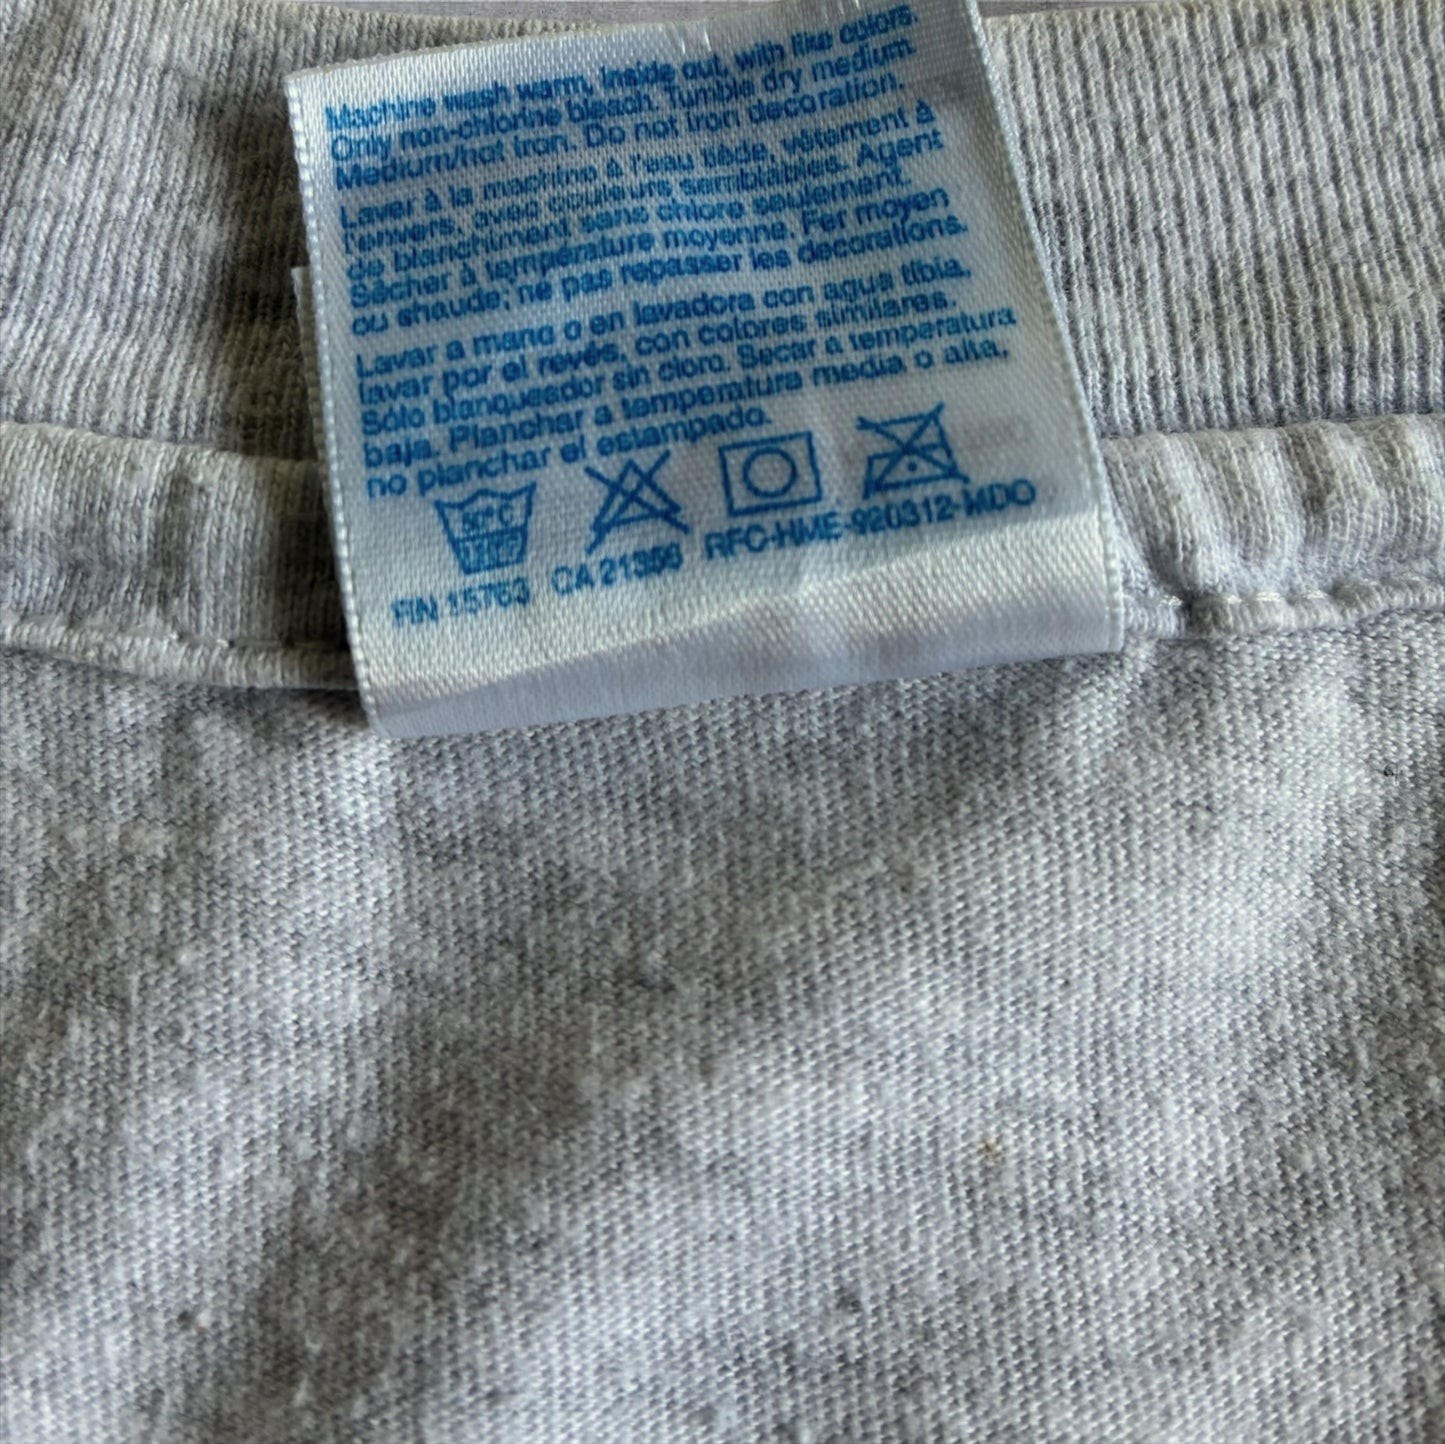 Machine wash warm, inside out, with like colors.
Only non-chlorine bleach. Tumble dry medium.
Medium/hot iron. Do not iron decoration.
Laver à la machine à l'eau tiède, vêtement à
l'envers, avec couleurs semblables. Agent
de blanchiment sans chlore seulement.
Sécher à température moyenne. Fer moyen
ou chaude; ne pas repasser les decorations.
Lavar a mano o en lavadora con agua tibia.
lavar por el revés, con colores similares.
Sólo blanqueador sin cloro. Secar a temperatura
baja. Planchar a temperatura media o alta,
no planchar el estampado.
RN 15763 CA 21356 RFC-HME-920312-MDO